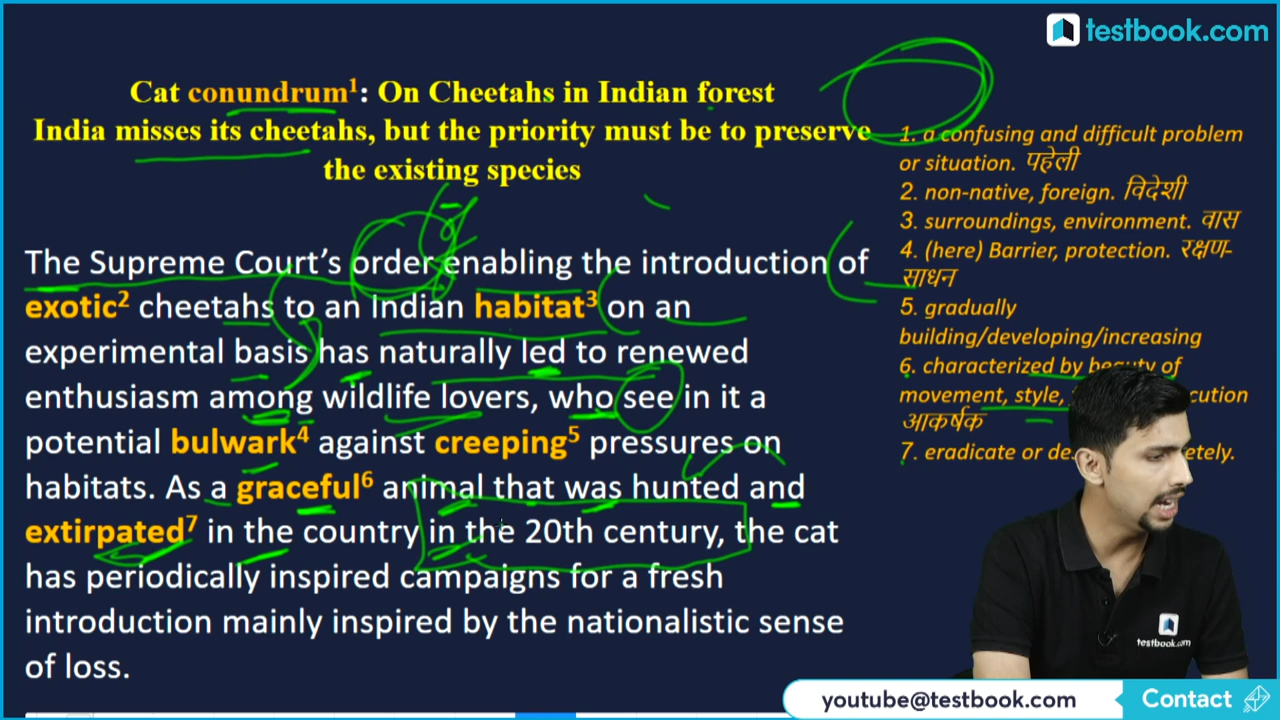 testbook.com
Cat conundrum1: On Cheetahs in Indian forest
India misses its cheetahs, but the priority must be to preserve
the existing species
The Supreme Court's order enabling the introduction of
exotic2 cheetahs to an Indian habitat3 on an
experimental basis has naturally led to renewed
enthusiasm among wildlife lovers, who see in it a
potential bulwark4 against creeping5 pressures on
habitats. As a graceful6 animal that was hunted and
extirpated7 in the country in the 20th century, the cat
has periodically inspired campaigns for a fresh
introduction mainly inspired by the nationalistic sense
of loss.
1. a confusing and difficult problem
or situation. पहेली
2. non-native, foreign. विदेशी
3. surroundings, environment. वास
4. (here) Barrier, protection. रक्षण-
साधन
5. gradually
building/developing/increasing
6. characterized by beauty of
movement, style,
आकर्षक
7. eradicate or
testbook.com
youtube@testbook.com
Contact